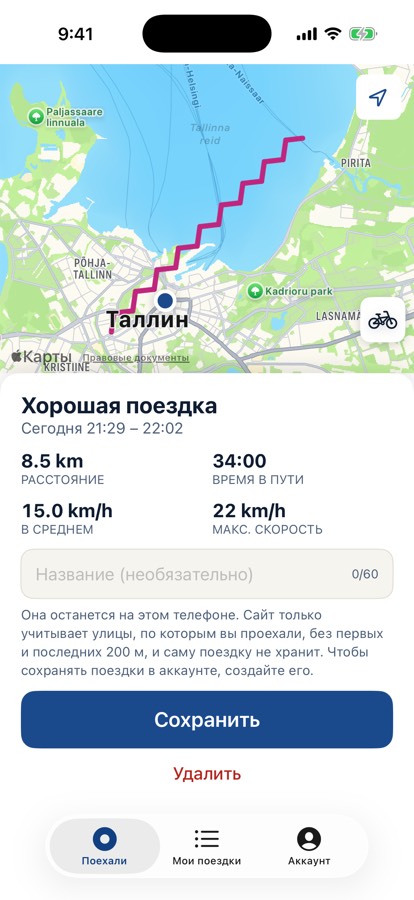 9:41
Paljassaare
linnuala
-Helsingi
a-Naissaar
Tallinna
reid
PIRITA
PÕHJA-
TALLINN
Kadrioru park
Таллин
LASNAMÄ
Карты
Правовые документы
KRISTIINE
Хорошая поездка
Сегодня 21:29 – 22:02
8.5 km
34:00
РАССТОЯНИЕ
ВРЕМЯ В ПУТИ
15.0 km/h
22 km/h
В СРЕДНЕМ
МАКС. СКОРОСТЬ
Название (необязательно)
0/60
Она останется на этом телефоне. Сайт только
учитывает улицы, по которым вы проехали, без первых
и последних 200 м, и саму поездку не хранит. Чтобы
сохранять поездки в аккаунте, создайте его.
Сохранить
Удалить
Поехали
Мои поездки
Аккаунт